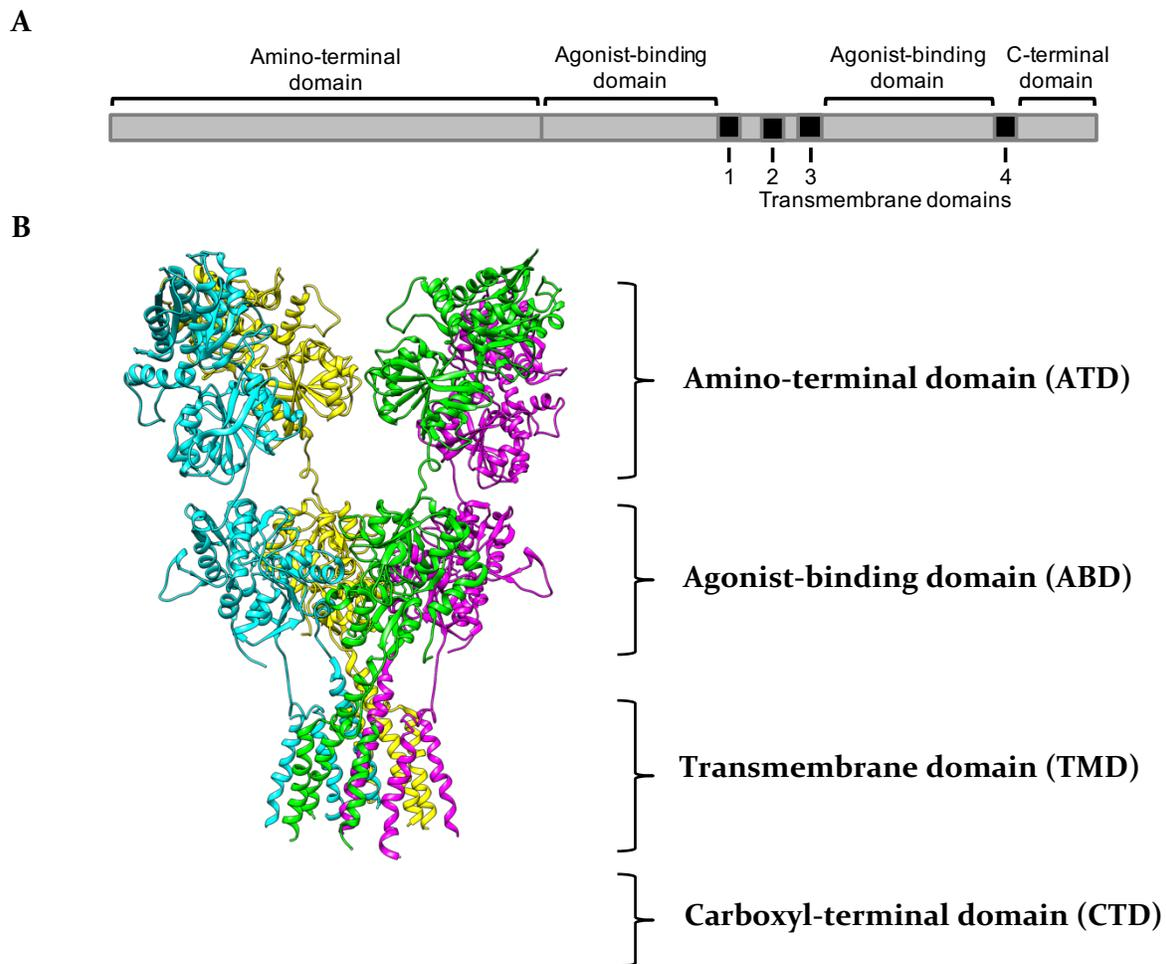 A
Amino-terminal
domain
Agonist-binding
domain
Agonist-binding
domain
C-terminal
domain
1 2 3 4
Transmembrane domains
B
Amino-terminal domain (ATD)
Agonist-binding domain (ABD)
Transmembrane domain (TMD)
Carboxyl-terminal domain (CTD)